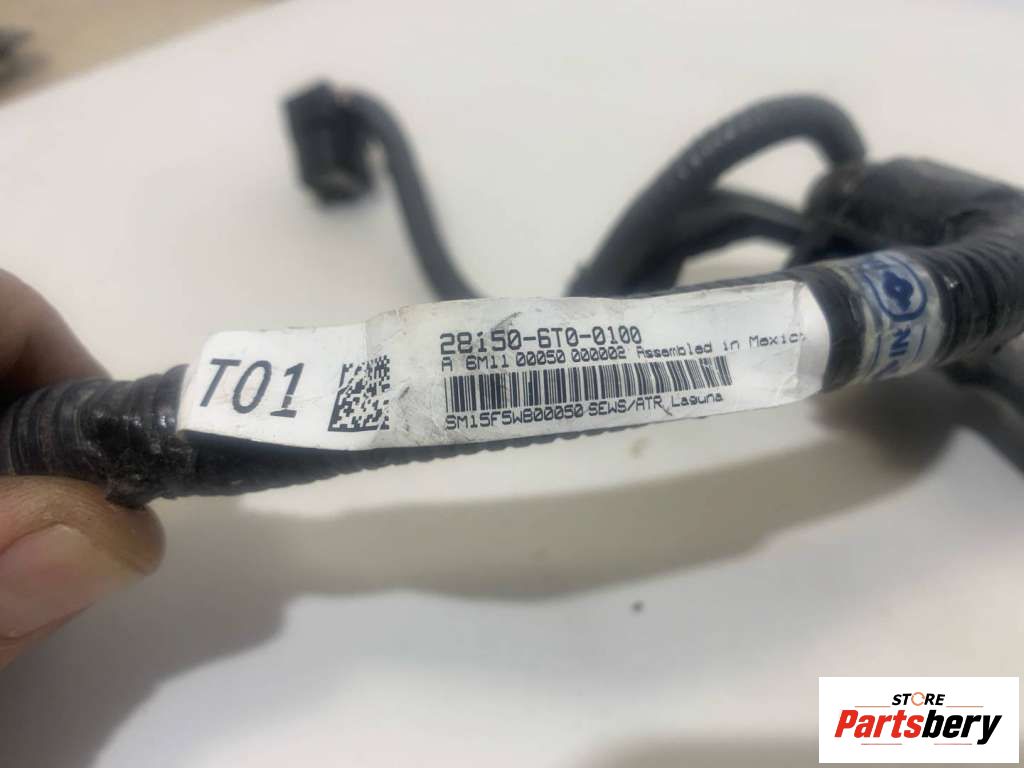 T01
28150-6T0-0100
A 6M11 00050 000002 Assembled in Mexico
SM15F5W800050 SEWS/ATR Laguna
STORE
Partsbery